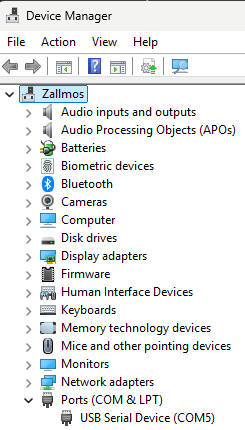 Device Manager
File Action View Help
Zallmos
Audio inputs and outputs
Audio Processing Objects (APOs)
Batteries
Biometric devices
Bluetooth
Cameras
Computer
Disk drives
Display adapters
Firmware
Human Interface Devices
Keyboards
Memory technology devices
Mice and other pointing devices
Monitors
Network adapters
Ports (COM & LPT)
USB Serial Device (COM5)